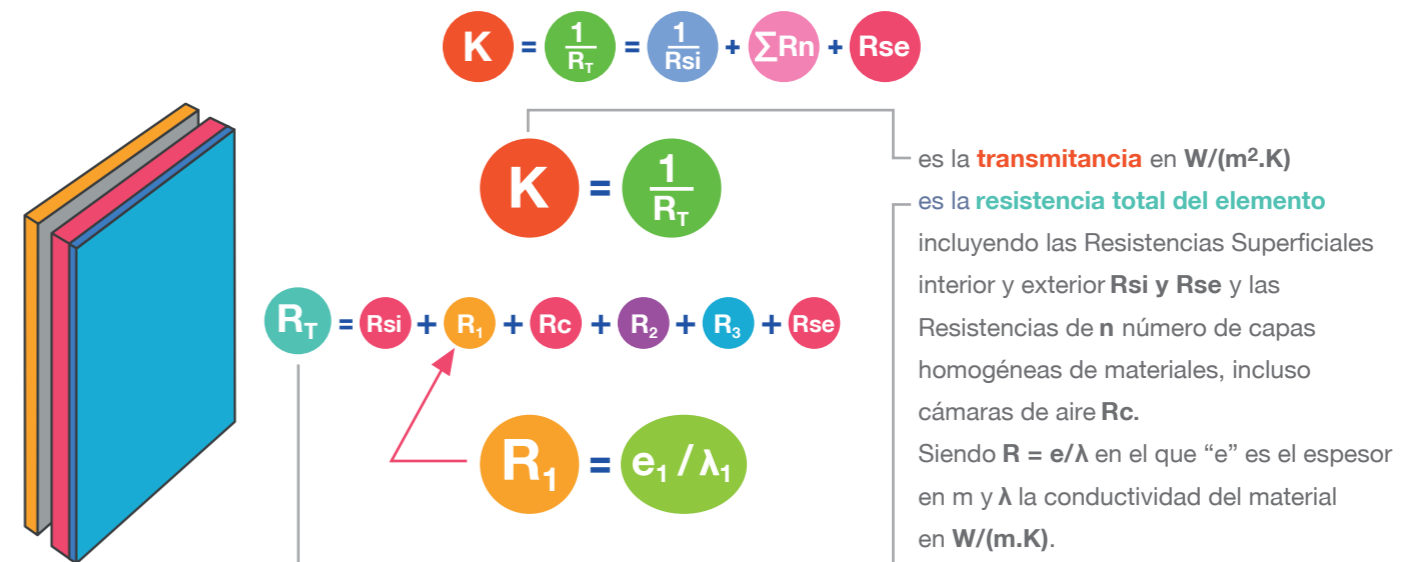 K = 1/R_T = 1/Rsi + ∑Rn + Rse
K = 1/R_T
es la transmitancia en W/(m².K)
es la resistencia total del elemento
incluyendo las Resistencias Superficiales
interior y exterior Rsi y Rse y las
Resistencias de n número de capas
homogéneas de materiales, incluso
cámaras de aire Rc.
Siendo R = e/λ en el que “e” es el espesor
en m y λ la conductividad del material
en W/(m.K).
R_T = Rsi + R₁ + Rc + R₂ + R₃ + Rse
R₁ = e₁ / λ₁